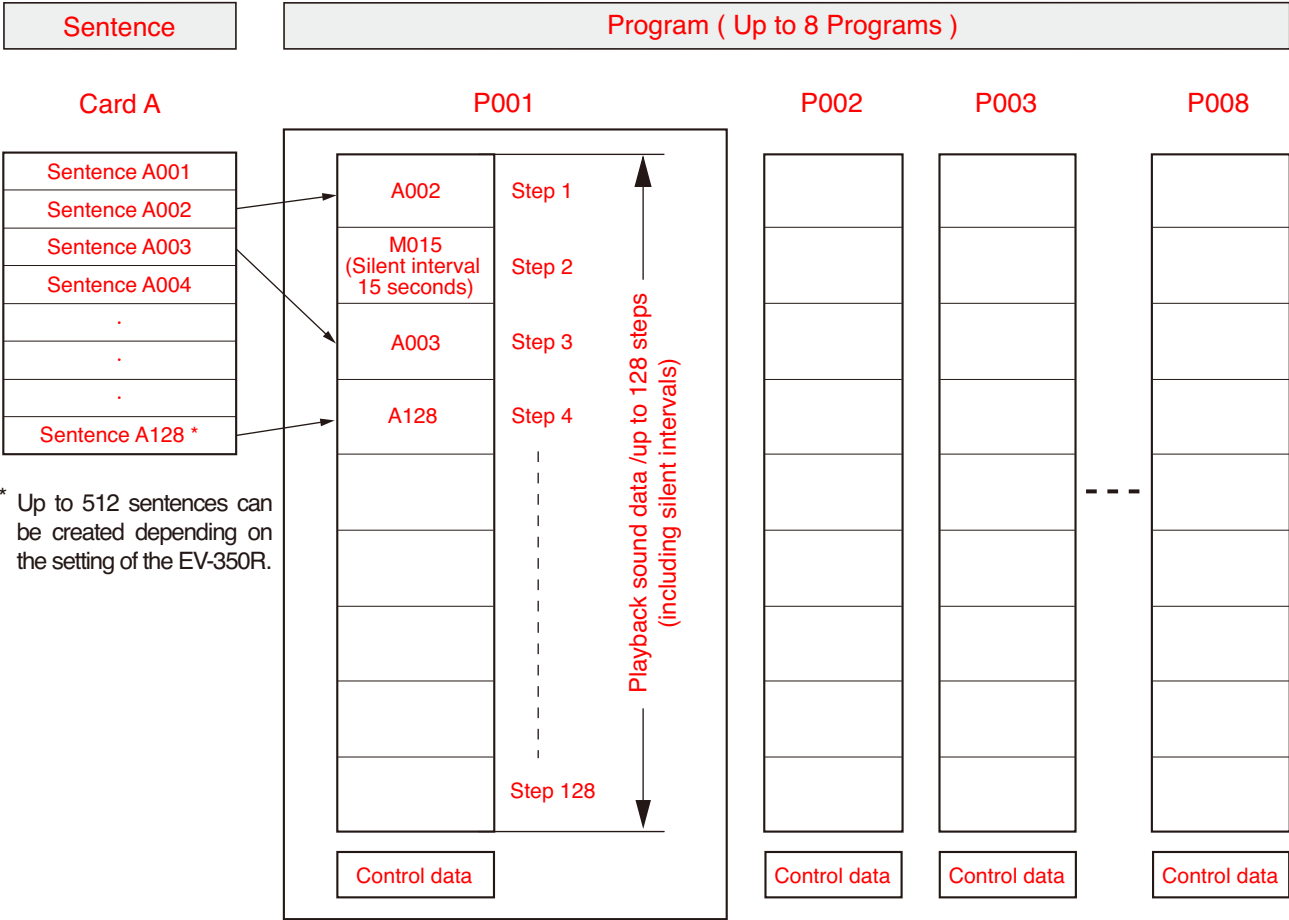 Sentence
Program ( Up to 8 Programs )
Card A
P001
P002
P003
P008
Sentence A001
Sentence A002
Sentence A003
Sentence A004
.
.
.
Sentence A128 *
* Up to 512 sentences can
be created depending on
the setting of the EV-350R.
A002
Step 1
M015
(Silent interval
15 seconds)
Step 2
A003
Step 3
A128
Step 4
Step 128
Playback sound data /up to 128 steps
(including silent intervals)
Control data
Control data
Control data
Control data